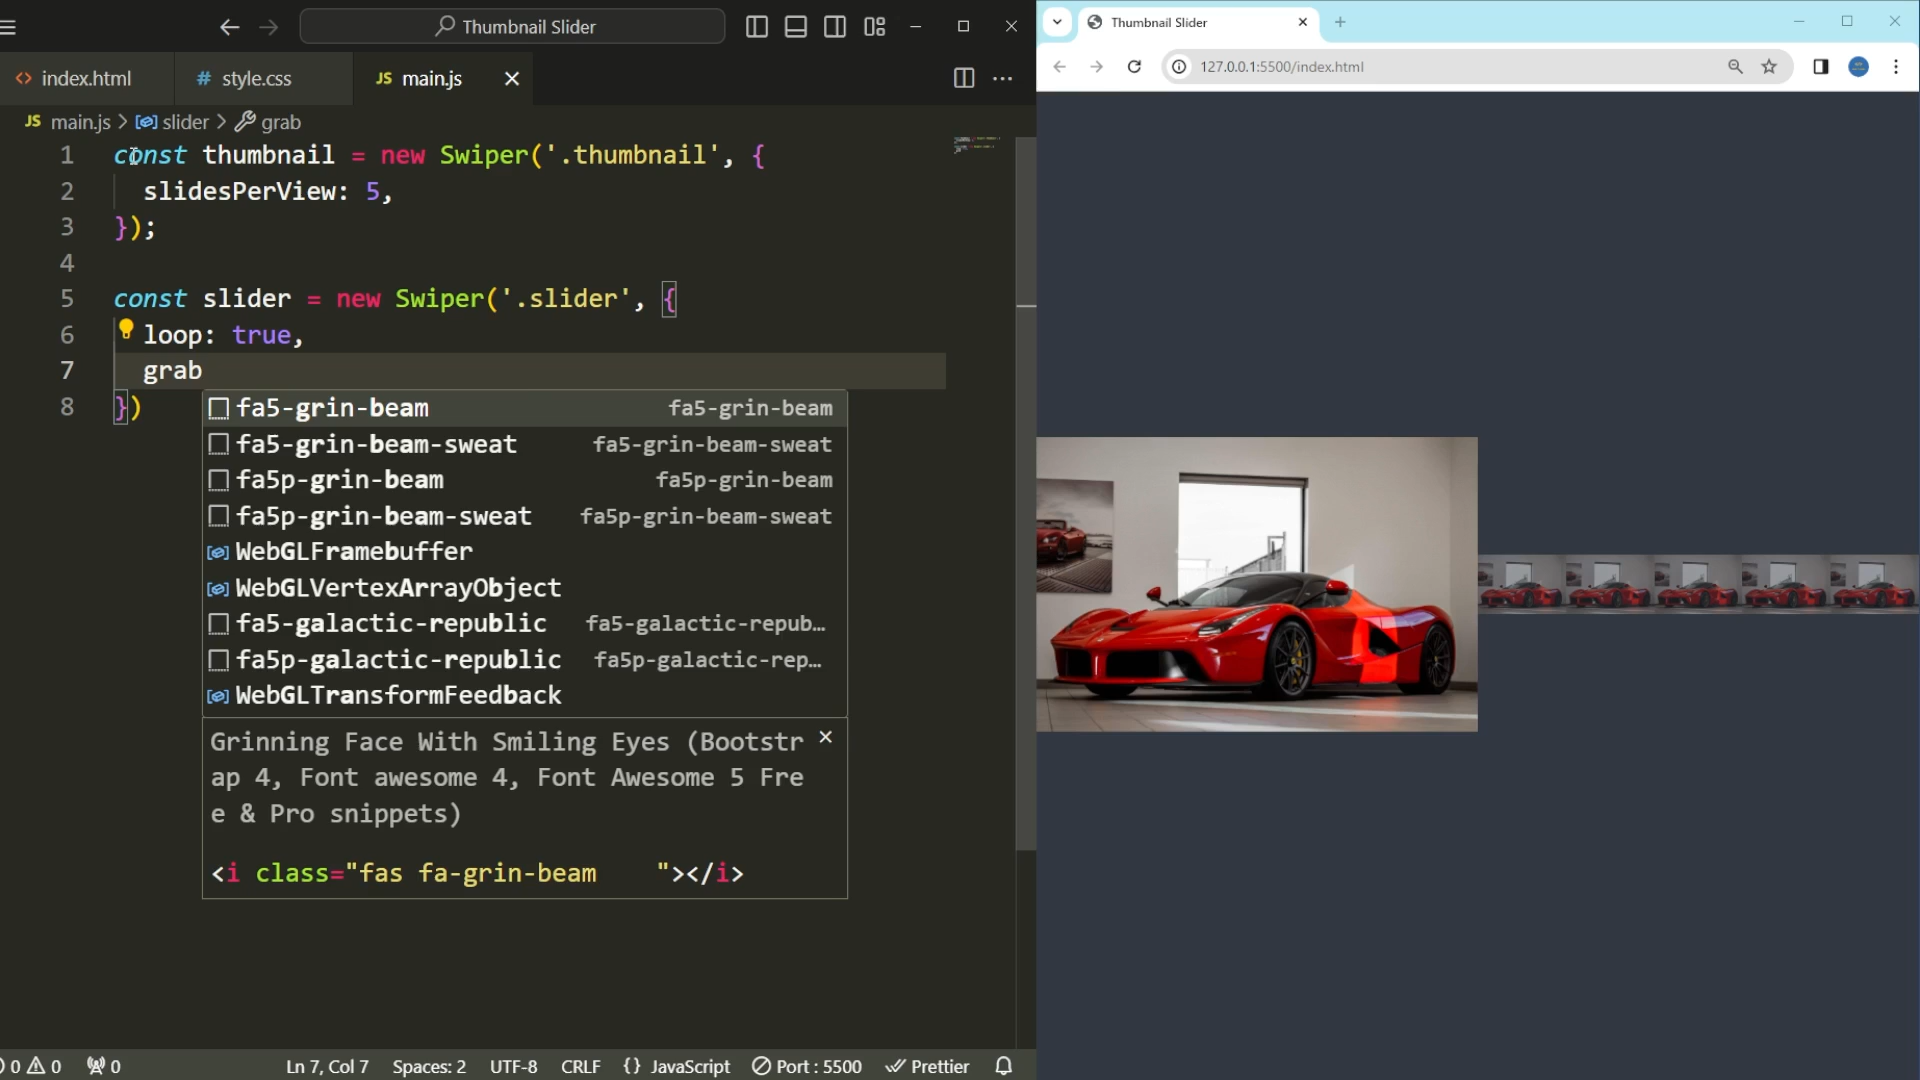 Thumbnail Slider
index.html
style.css
JS main.js
JS main.js > slider > grab
1 const thumbnail = new Swiper('.thumbnail', {
2 slidesPerView: 5,
3 });
4
5 const slider = new Swiper('.slider', {
6 loop: true,
7 grab
8 })
fa5-grin-beam fa5-grin-beam
fa5-grin-beam-sweat fa5-grin-beam-sweat
fa5p-grin-beam fa5p-grin-beam
fa5p-grin-beam-sweat fa5p-grin-beam-sweat
WebGLFramebuffer
WebGLVertexArrayObject
fa5-galactic-republic fa5-galactic-repub…
fa5p-galactic-republic fa5p-galactic-rep…
WebGLTransformFeedback
Grinning Face With Smiling Eyes (Bootstr
ap 4, Font awesome 4, Font Awesome 5 Fre
e & Pro snippets)
<i class="fas fa-grin-beam    "></i>
0 0 0 Ln 7, Col 7 Spaces: 2 UTF-8 CRLF {} JavaScript Port : 5500 Prettier
Thumbnail Slider
127.0.0.1:5500/index.html